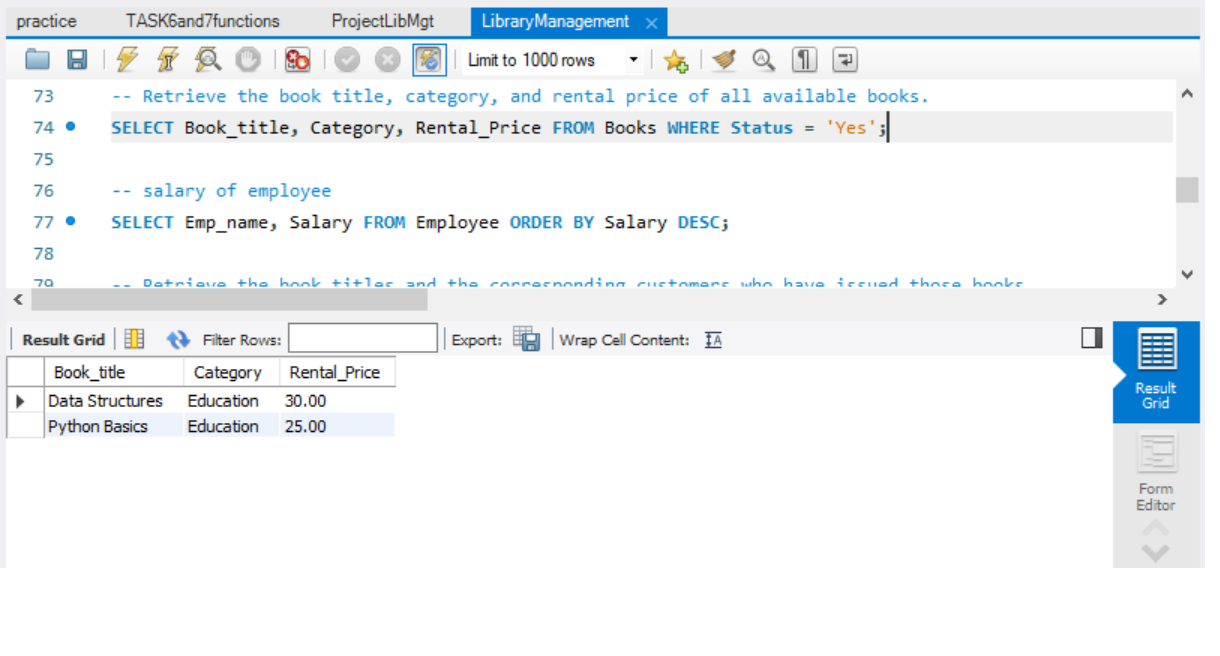 practice TASK6and7functions ProjectLibMgt LibraryManagement ×
Limit to 1000 rows
73 -- Retrieve the book title, category, and rental price of all available books.
74 SELECT Book_title, Category, Rental_Price FROM Books WHERE Status = 'Yes';
75
76 -- salary of employee
77 SELECT Emp_name, Salary FROM Employee ORDER BY Salary DESC;
78
79 -- Retrieve the book titles and the corresponding customers who have issued those books
Result Grid Filter Rows: Export: Wrap Cell Content: IA
Book_title Category Rental_Price
Data Structures Education 30.00
Python Basics Education 25.00
Result
Grid
Form
Editor